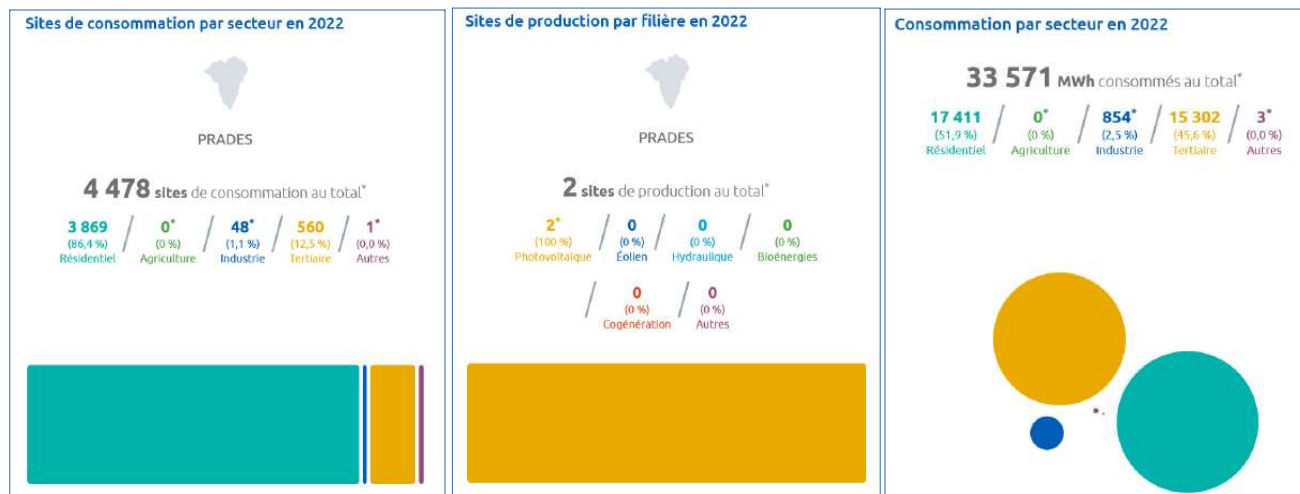 Sites de consommation par secteur en 2022
PRADES
4 478 sites de consommation au total*
3 869 / 0* / 48* / 560 / 1*
(86,4 %) (0 %) (1,1 %) (12,5 %) (0,0 %)
Résidentiel Agriculture Industrie Tertiaire Autres
Sites de production par filière en 2022
PRADES
2 sites de production au total*
2* / 0 / 0 / 0
(100 %) (0 %) (0 %) (0 %)
Photovoltaïque Éolien Hydraulique Bioénergies
/ 0 / 0
(0 %) (0 %)
Cogénération Autres
Consommation par secteur en 2022
33 571 MWh consommés au total*
17 411 / 0* / 854* / 15 302 / 3*
(51,9 %) (0 %) (2,5 %) (45,6 %) (0,0 %)
Résidentiel Agriculture Industrie Tertiaire Autres